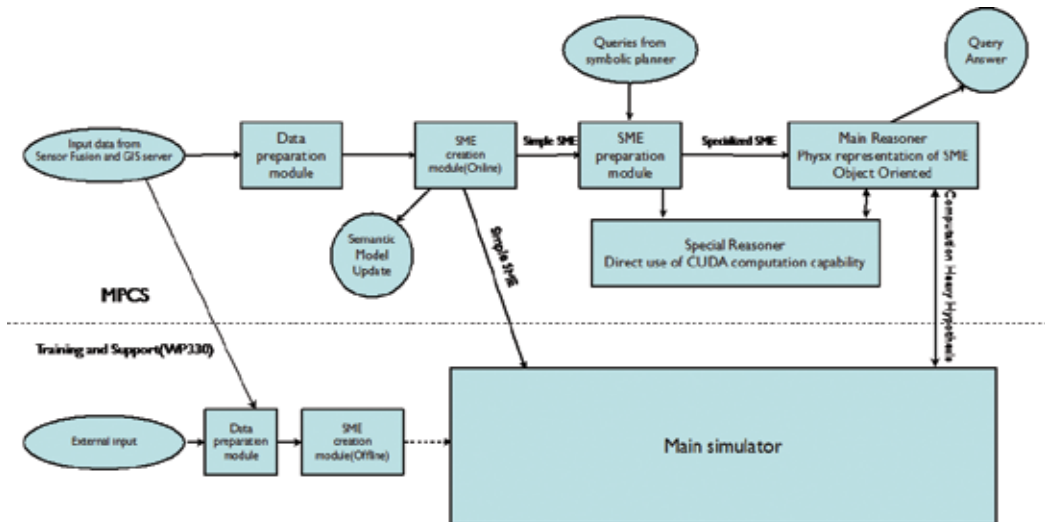 Queries from
symbolic planner
Query
Answer
Input data from
Sensor Fusion and GIS server
Data
preparation
module
SME
creation
module(Online)
Simple SME
SME
preparation
module
Specialized SME
Main Reasoner
Physx representation of SME
Object Oriented
Semantic
Model
Update
Simple SME
Special Reasoner
Direct use of CUDA computation capability
Computation Heavy Hypothesis
MPCS
Training and Support(WP330)
External input
Data
preparation
module
SME
creation
module(Offline)
Main simulator